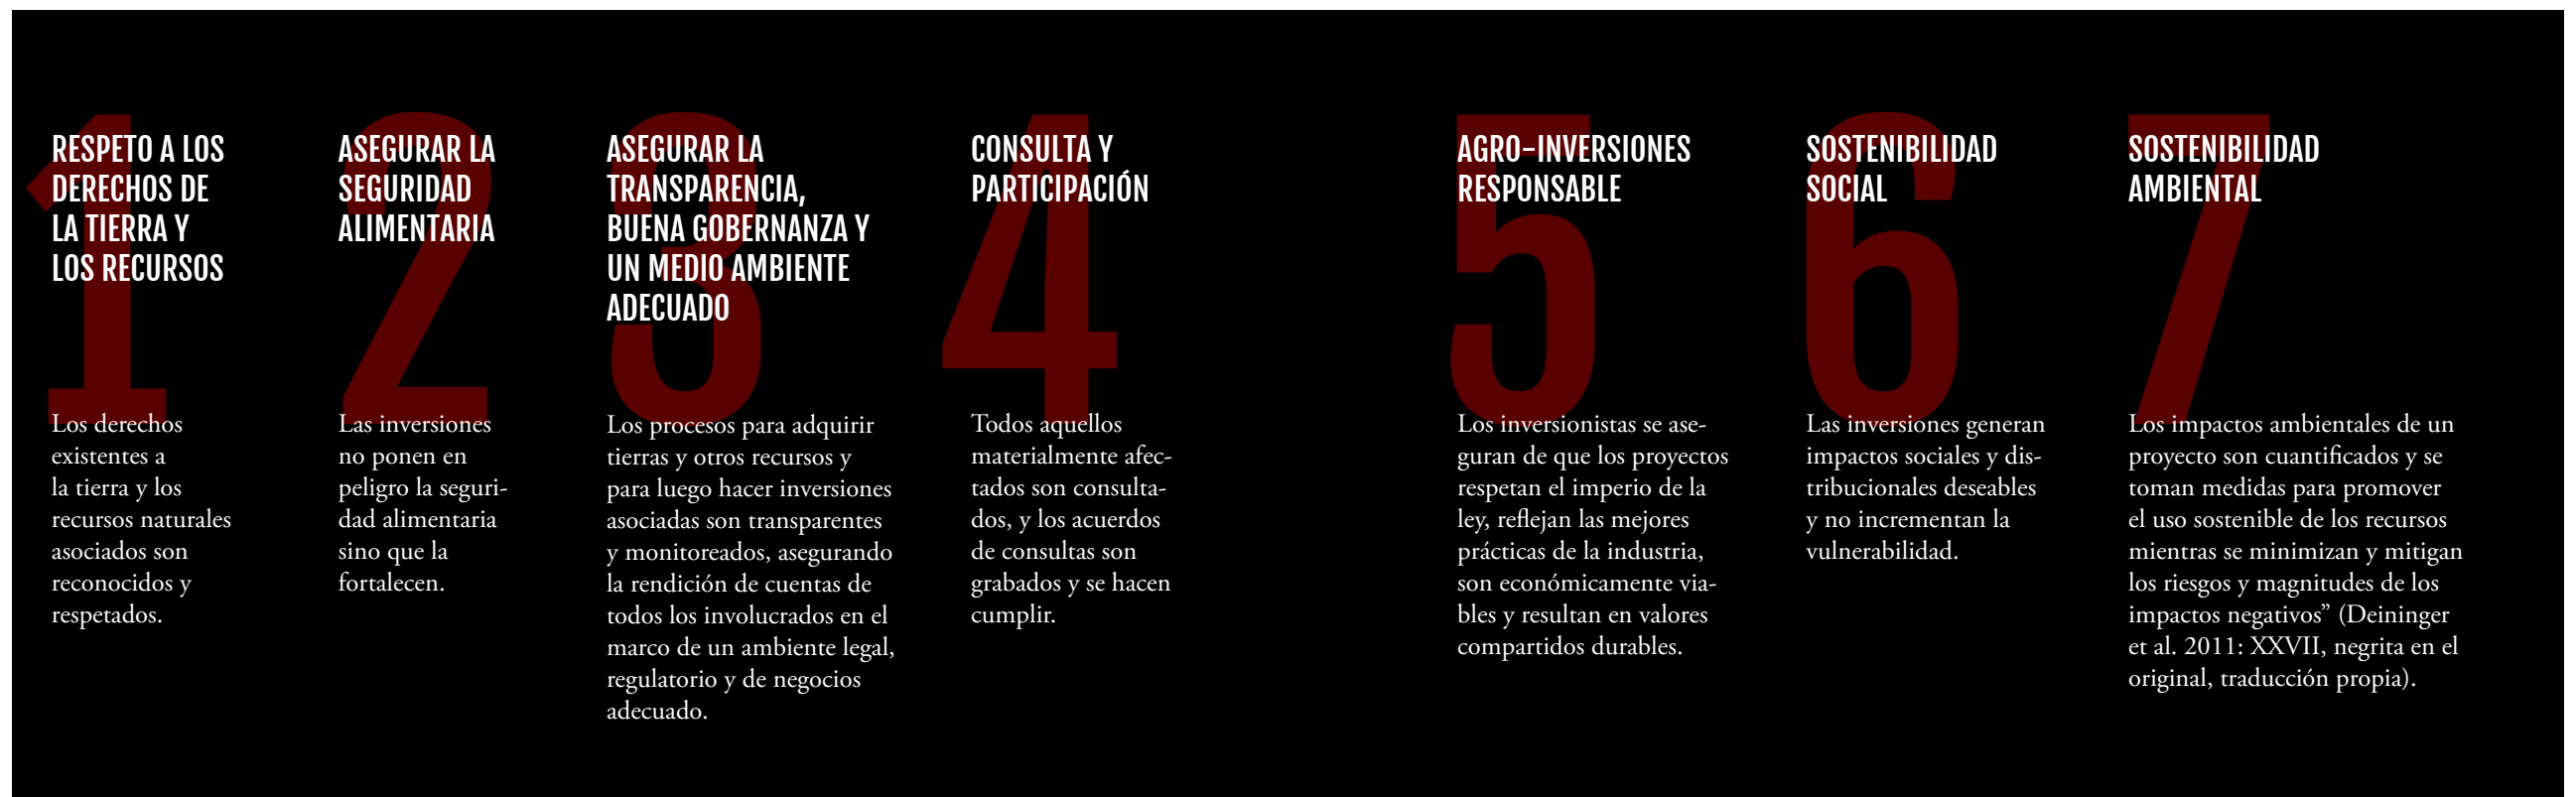 1
RESPETO A LOS
DERECHOS DE
LA TIERRA Y
LOS RECURSOS
Los derechos
existentes a
la tierra y los
recursos naturales
asociados son
reconocidos y
respetados.
2
ASEGURAR LA
SEGURIDAD
ALIMENTARIA
Las inversiones
no ponen en
peligro la seguri-
dad alimentaria
sino que la
fortalecen.
3
ASEGURAR LA
TRANSPARENCIA,
BUENA GOBERNANZA Y
UN MEDIO AMBIENTE
ADECUADO
Los procesos para adquirir
tierras y otros recursos y
para luego hacer inversiones
asociadas son transparentes
y monitoreados, asegurando
la rendición de cuentas de
todos los involucrados en el
marco de un ambiente legal,
regulatorio y de negocios
adecuado.
4
CONSULTA Y
PARTICIPACIÓN
Todos aquellos
materialmente afec-
tados son consulta-
dos, y los acuerdos
de consultas son
grabados y se hacen
cumplir.
5
AGRO-INVERSIONES
RESPONSABLE
Los inversionistas se ase-
guran de que los proyectos
respetan el imperio de la
ley, reflejan las mejores
prácticas de la industria,
son económicamente via-
bles y resultan en valores
compartidos durables.
6
SOSTENIBILIDAD
SOCIAL
Las inversiones generan
impactos sociales y dis-
tribucionales deseables
y no incrementan la
vulnerabilidad.
7
SOSTENIBILIDAD
AMBIENTAL
Los impactos ambientales de un
proyecto son cuantificados y se
toman medidas para promover
el uso sostenible de los recursos
mientras se minimizan y mitigan
los riesgos y magnitudes de los
impactos negativos” (Deininger
et al. 2011: XXVII, negrita en el
original, traducción propia).